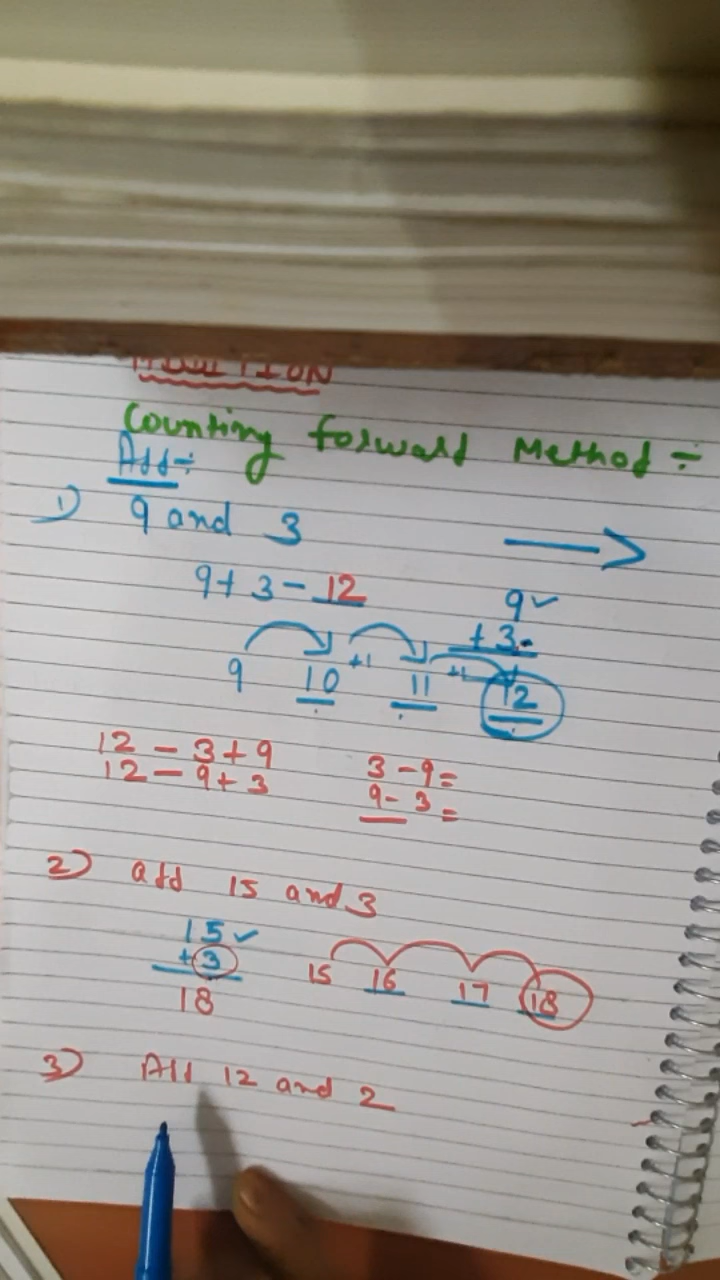 ADDITION
Counting forward Method ÷
Add ÷
1) 9 and 3
9+ 3 - 12
9
+ 3
9 10 +1 11 +1 12
12 - 3+9
12 - 9+ 3
3 -9=
9- 3 =
2) add 15 and 3
15
+3
18
15 16 17 18
3) Add 12 and 2